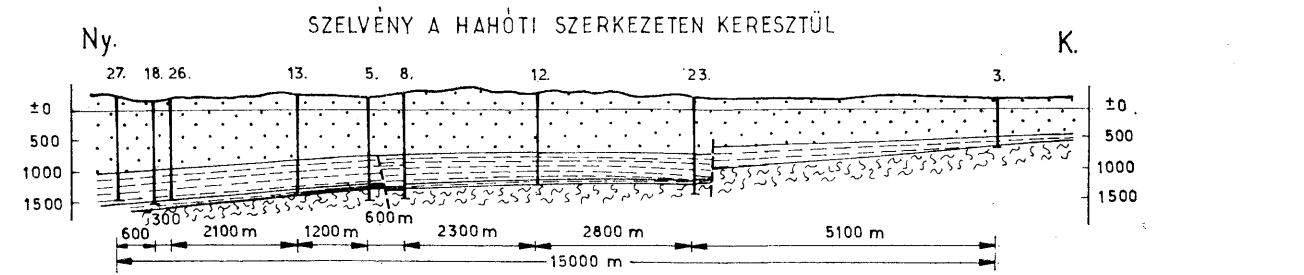 SZELVÉNY A HAHÓTI SZERKEZETEN KERESZTÜL
Ny. K.
27. 18. 26. 13. 5. 8. 12. 23. 3.
±0 ±0
500 500
1000 1000
1500 1500
300 600 m
600 2100 m 1200 m 2300 m 2800 m 5100 m
15000 m